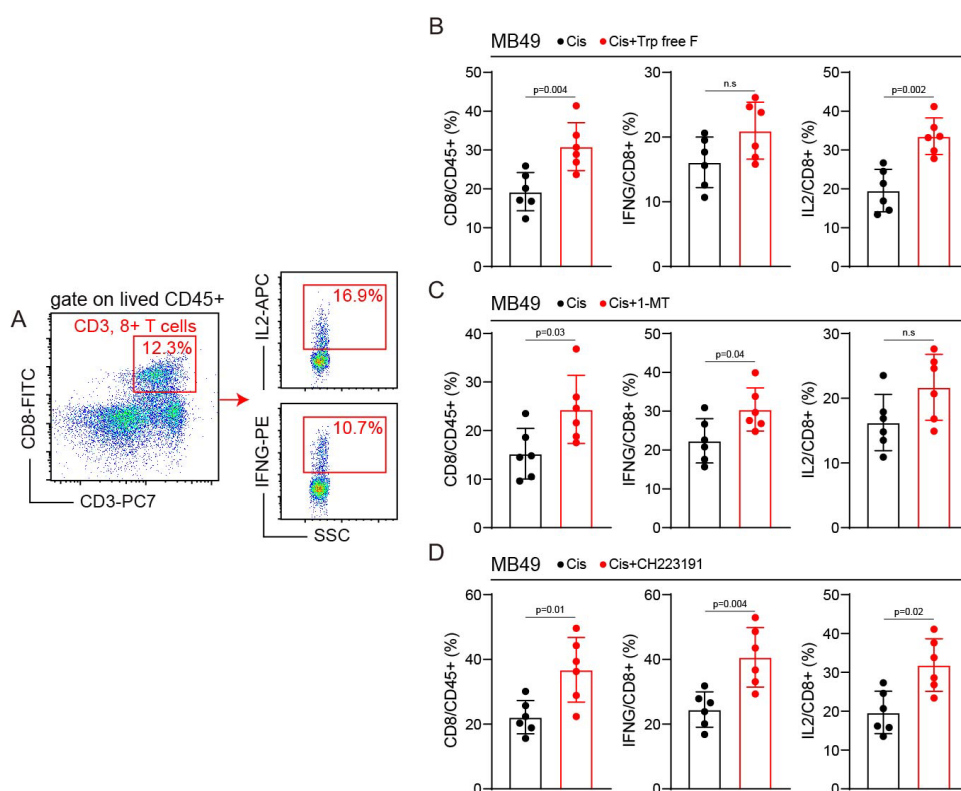 A
gate on lived CD45+
CD3, 8+ T cells
12.3%
CD8-FITC
CD3-PC7
16.9%
IL2-APC
10.7%
IFNG-PE
SSC
B
MB49 Cis Cis+Trp free F
50
40
30
20
10
0
CD8/CD45+ (%)
p=0.004
30
20
10
0
IFNG/CD8+ (%)
n.s
50
40
30
20
10
0
IL2/CD8+ (%)
p=0.002
C
MB49 Cis Cis+1-MT
40
30
20
10
0
CD8/CD45+ (%)
p=0.03
50
40
30
20
10
0
IFNG/CD8+ (%)
p=0.04
30
20
10
0
IL2/CD8+ (%)
n.s
D
MB49 Cis Cis+CH223191
60
40
20
0
CD8/CD45+ (%)
p=0.01
60
40
20
0
IFNG/CD8+ (%)
p=0.004
50
40
30
20
10
0
IL2/CD8+ (%)
p=0.02